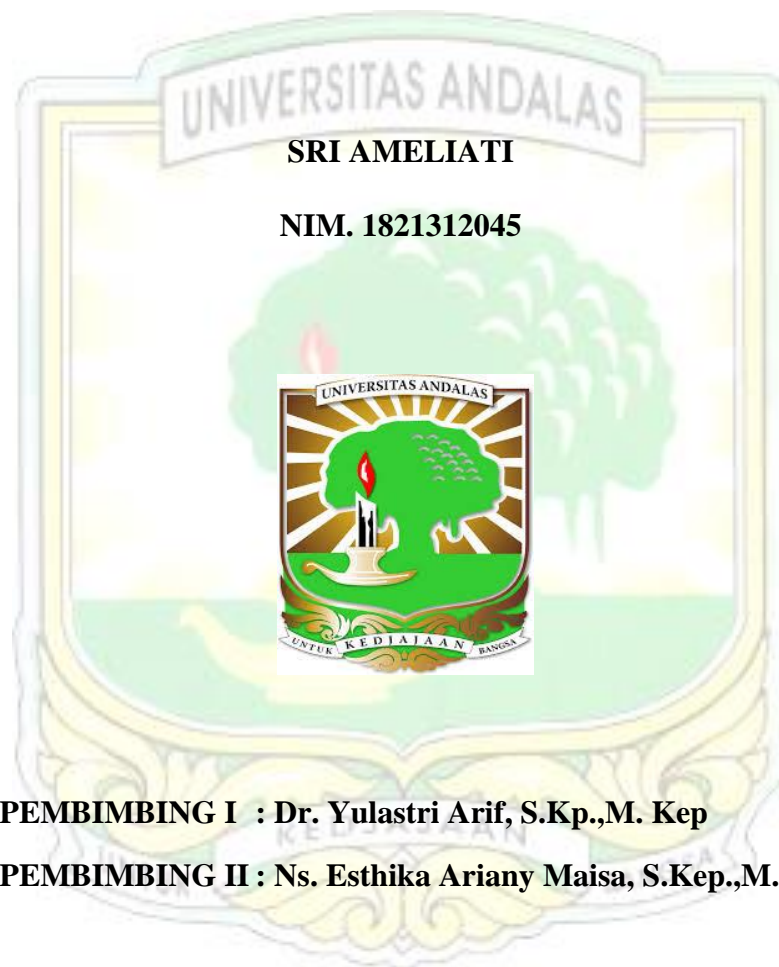 UNIVERSITAS ANDALAS
SRI AMELIATI
NIM. 1821312045
UNIVERSITAS ANDALAS
UNTUK KEDJAJAAN BANGSA
PEMBIMBING I : Dr. Yulastri Arif, S.Kp.,M. Kep
KEDJAJAAN
PEMBIMBING II : Ns. Esthika Ariany Maisa, S.Kep.,M.